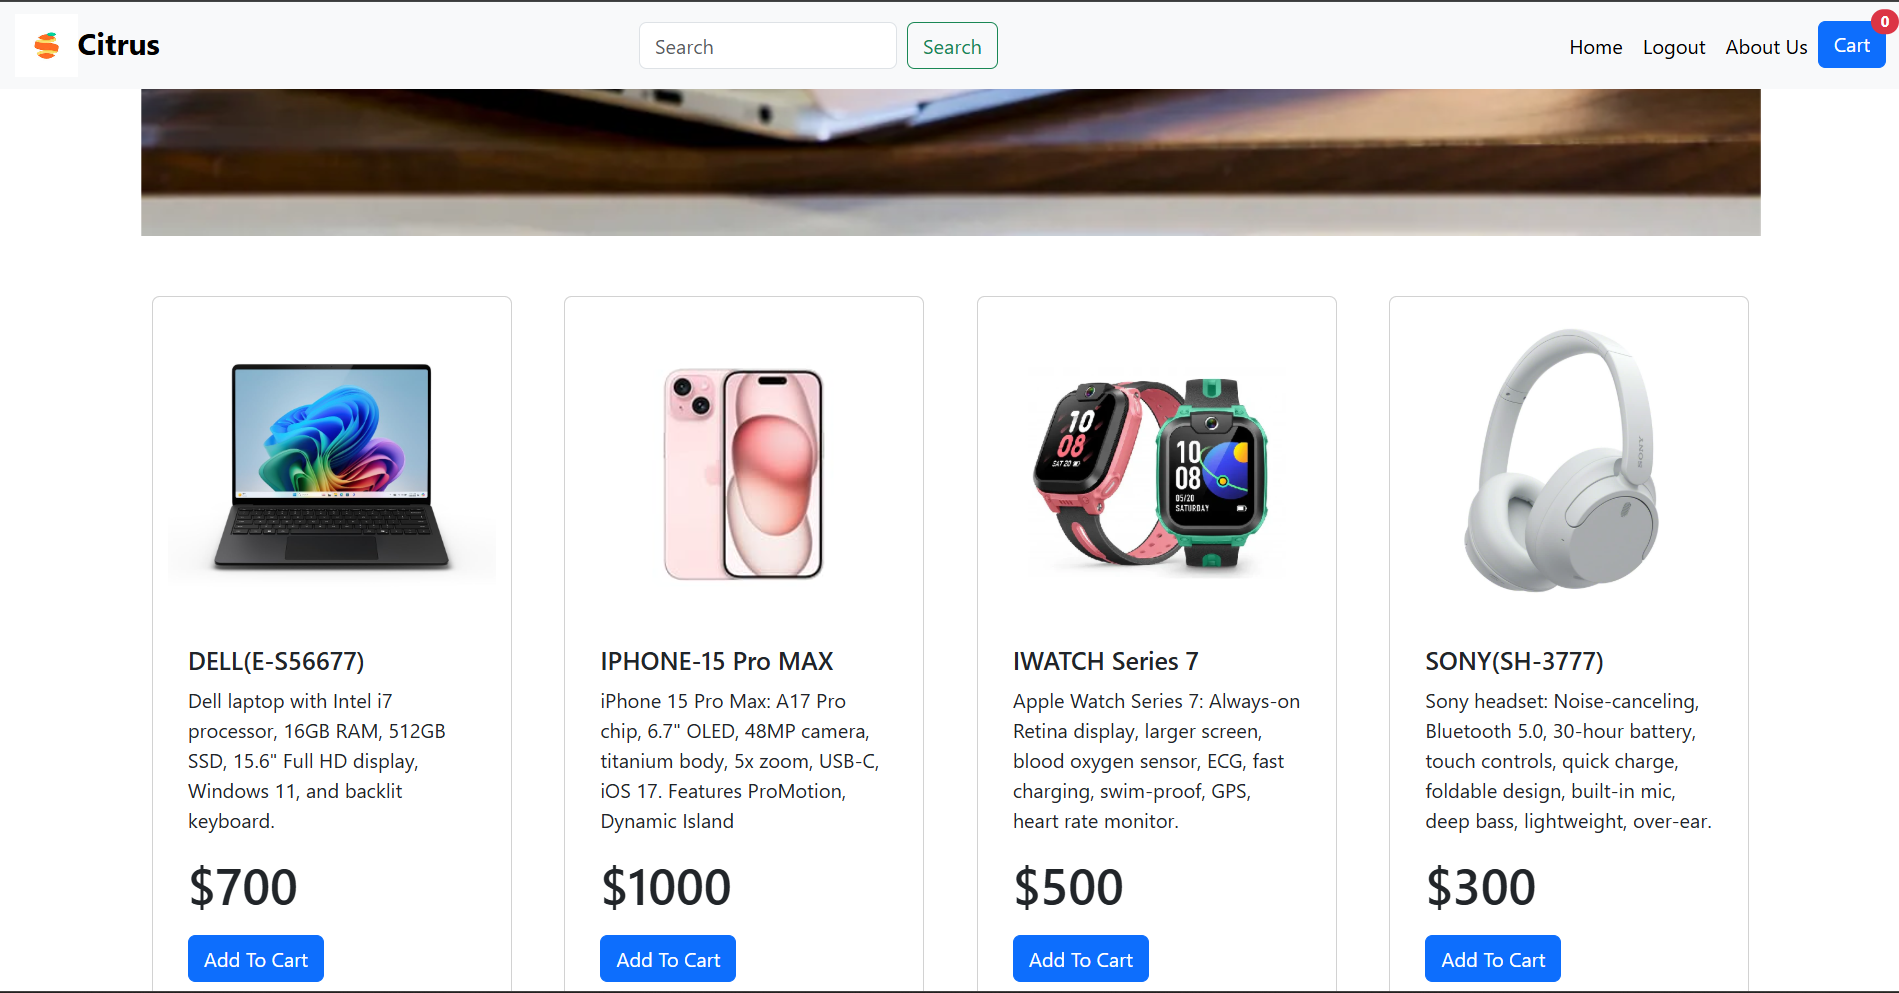 Citrus
Search
Search
Home
Logout
About Us
Cart
0
10
08
SAT 20
10
08
05/20
SATURDAY
SONY
DELL(E-S56677)
Dell laptop with Intel i7
processor, 16GB RAM, 512GB
SSD, 15.6" Full HD display,
Windows 11, and backlit
keyboard.
$700
Add To Cart
IPHONE-15 Pro MAX
iPhone 15 Pro Max: A17 Pro
chip, 6.7" OLED, 48MP camera,
titanium body, 5x zoom, USB-C,
iOS 17. Features ProMotion,
Dynamic Island
$1000
Add To Cart
IWATCH Series 7
Apple Watch Series 7: Always-on
Retina display, larger screen,
blood oxygen sensor, ECG, fast
charging, swim-proof, GPS,
heart rate monitor.
$500
Add To Cart
SONY(SH-3777)
Sony headset: Noise-canceling,
Bluetooth 5.0, 30-hour battery,
touch controls, quick charge,
foldable design, built-in mic,
deep bass, lightweight, over-ear.
$300
Add To Cart